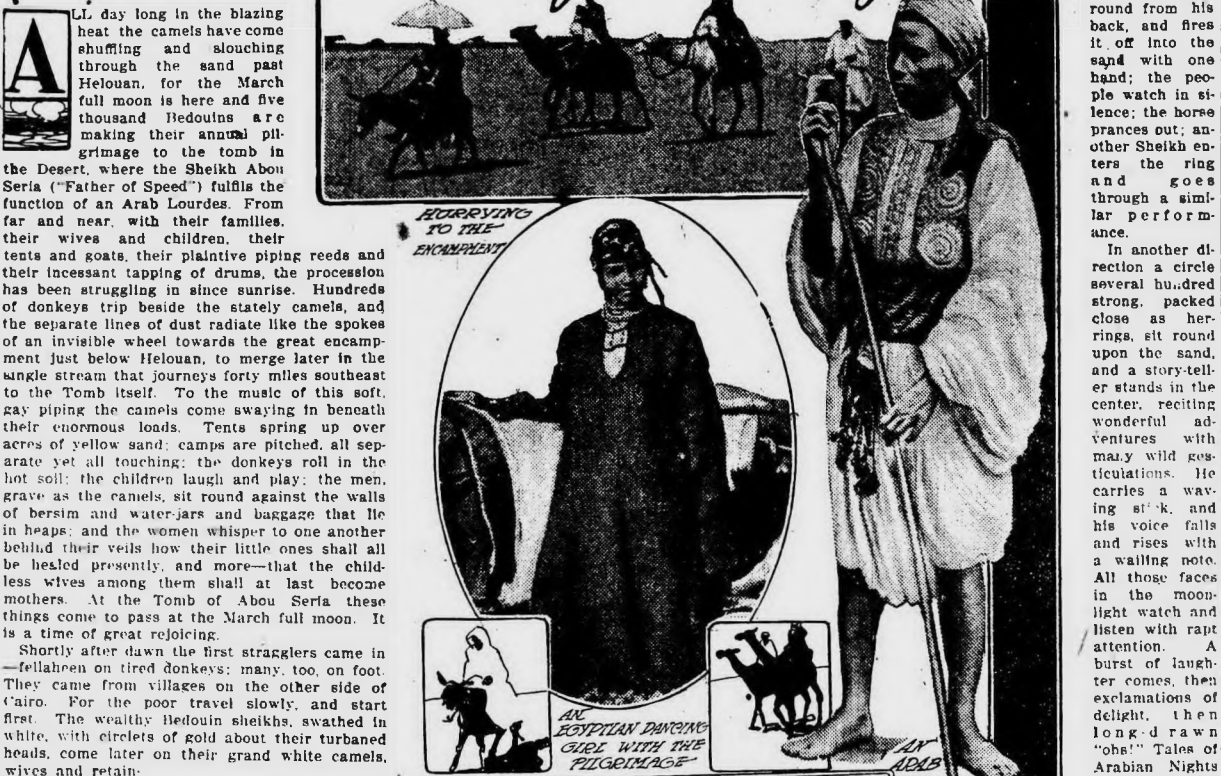 ALL day long in the blazing
heat the camels have come
shuffling and slouching
through the sand past
Helouan, for the March
full moon is here and five
thousand Bedouins are
making their annual pil-
grimage to the tomb in
the Desert, where the Sheikh Abou
Seria ("Father of Speed") fulfils the
function of an Arab Lourdes. From
far and near, with their families,
their wives and children, their
tents and goats, their plaintive piping reeds and
their incessant tapping of drums, the procession
has been struggling in since sunrise. Hundreds
of donkeys trip beside the stately camels, and
the separate lines of dust radiate like the spokes
of an invisible wheel towards the great encamp-
ment just below Helouan, to merge later in the
single stream that journeys forty miles southeast
to the Tomb itself. To the music of this soft,
gay piping the camels come swaying in beneath
their enormous loads. Tents spring up over
acres of yellow sand; camps are pitched, all sep-
arate yet all touching; the donkeys roll in the
hot soil; the children laugh and play; the men,
grave as the camels, sit round against the walls
of bersim and water-jars and baggage that lie
in heaps; and the women whisper to one another
behind their veils how their little ones shall all
be healed presently, and more—that the child-
less wives among them shall at last become
mothers. At the Tomb of Abou Seria these
things come to pass at the March full moon. It
is a time of great rejoicing.
Shortly after dawn the first stragglers came in
—fellaheen on tired donkeys; many, too, on foot.
They came from villages on the other side of
Cairo. For the poor travel slowly, and start
first. The wealthy Bedouin sheikhs, swathed in
white, with circlets of gold about their turbaned
heads, come later on their grand white camels,
wives and retain-
HURRYING
TO THE
ENCAMPMENT
AN
EGYPTIAN DANCING
GIRL WITH THE
PILGRIMAGE
AN
ARAB
round from his
back, and fires
it off into the
sand with one
hand; the peo-
ple watch in si-
lence; the horse
prances out; an-
other Sheikh en-
ters the ring
and goes
through a simi-
lar perform-
ance.
In another di-
rection a circle
several hundred
strong, packed
close as her-
rings, sit round
upon the sand,
and a story-tell-
er stands in the
center, reciting
wonderful ad-
ventures with
many wild ges-
ticulations. He
carries a wav-
ing stick, and
his voice falls
and rises with
a wailing note.
All those faces
in the moon-
light watch and
listen with rapt
attention. A
burst of laugh-
ter comes, then
exclamations of
delight, then
long-drawn
"ohs!" Tales of
Arabian Nights